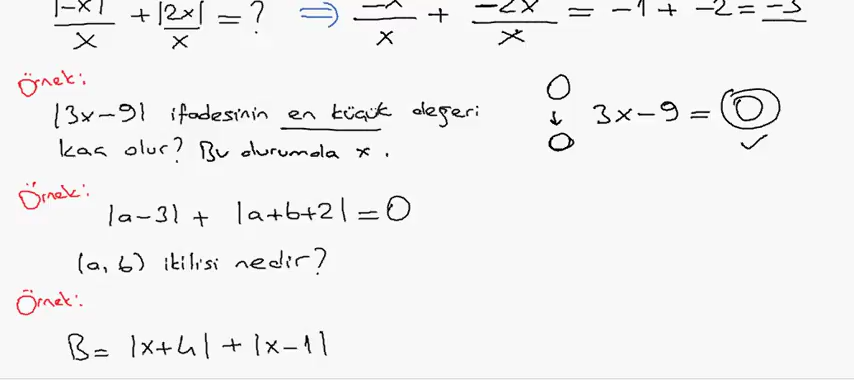 |-x|/x + |2x|/x = ? ⇒ -x/x + -2x/x = -1 + -2 = -3
Örnek:
|3x-9| ifadesinin en küçük değeri
kaç olur? Bu durumda x.
0 ↓ 0 3x-9 = 0 ✓
Örnek:
|a-3| + |a+b+2| = 0
(a, b) ikilisi nedir?
Örnek:
B = |x+4| + |x-1|